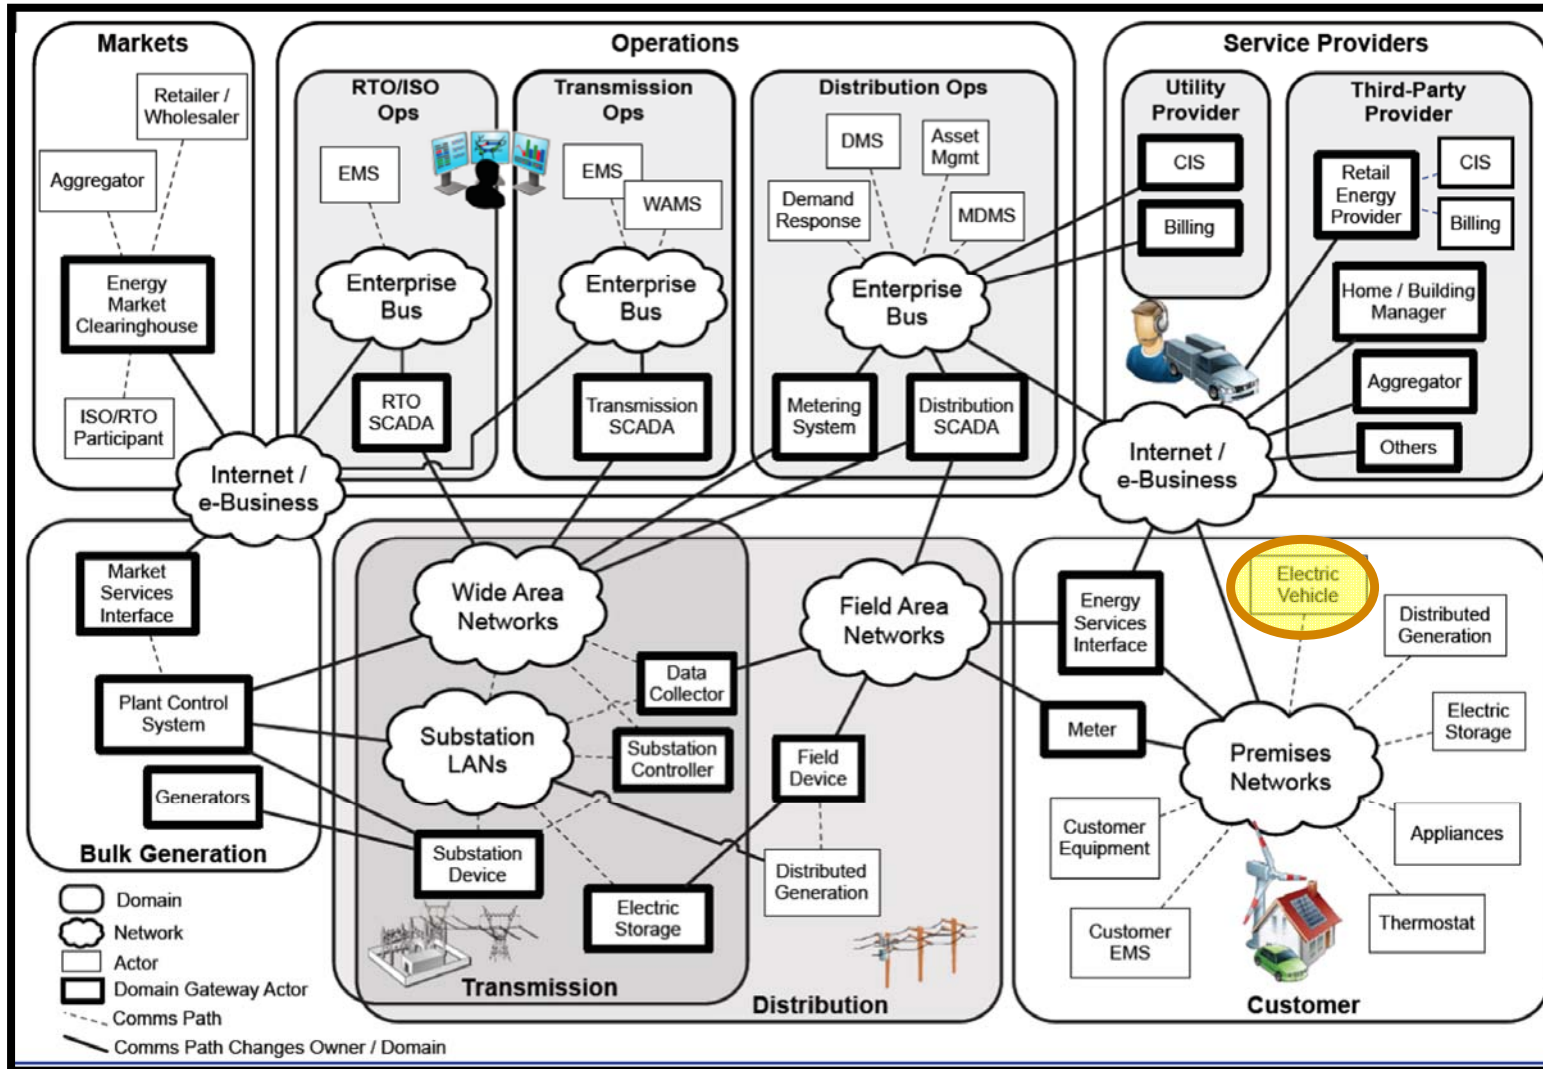 Markets
Retailer /
Wholesaler
Aggregator
Energy
Market
Clearinghouse
ISO/RTO
Participant
Internet /
e-Business
Operations
RTO/ISO
Ops
EMS
Enterprise
Bus
RTO
SCADA
Transmission
Ops
EMS
WAMS
Enterprise
Bus
Transmission
SCADA
Distribution Ops
DMS
Asset
Mgmt
Demand
Response
MDMS
Enterprise
Bus
Metering
System
Distribution
SCADA
Service Providers
Utility
Provider
CIS
Billing
Third-Party
Provider
Retail
Energy
Provider
CIS
Billing
Home / Building
Manager
Aggregator
Others
Internet /
e-Business
Market
Services
Interface
Plant Control
System
Generators
Bulk Generation
Wide Area
Networks
Substation
LANs
Data
Collector
Substation
Controller
Substation
Device
Electric
Storage
Transmission
Field Area
Networks
Field
Device
Distributed
Generation
Distribution
Energy
Services
Interface
Meter
Electric
Vehicle
Distributed
Generation
Electric
Storage
Premises
Networks
Customer
Equipment
Appliances
Customer
EMS
Thermostat
Customer
Domain
Network
Actor
Domain Gateway Actor
Comms Path
Comms Path Changes Owner / Domain